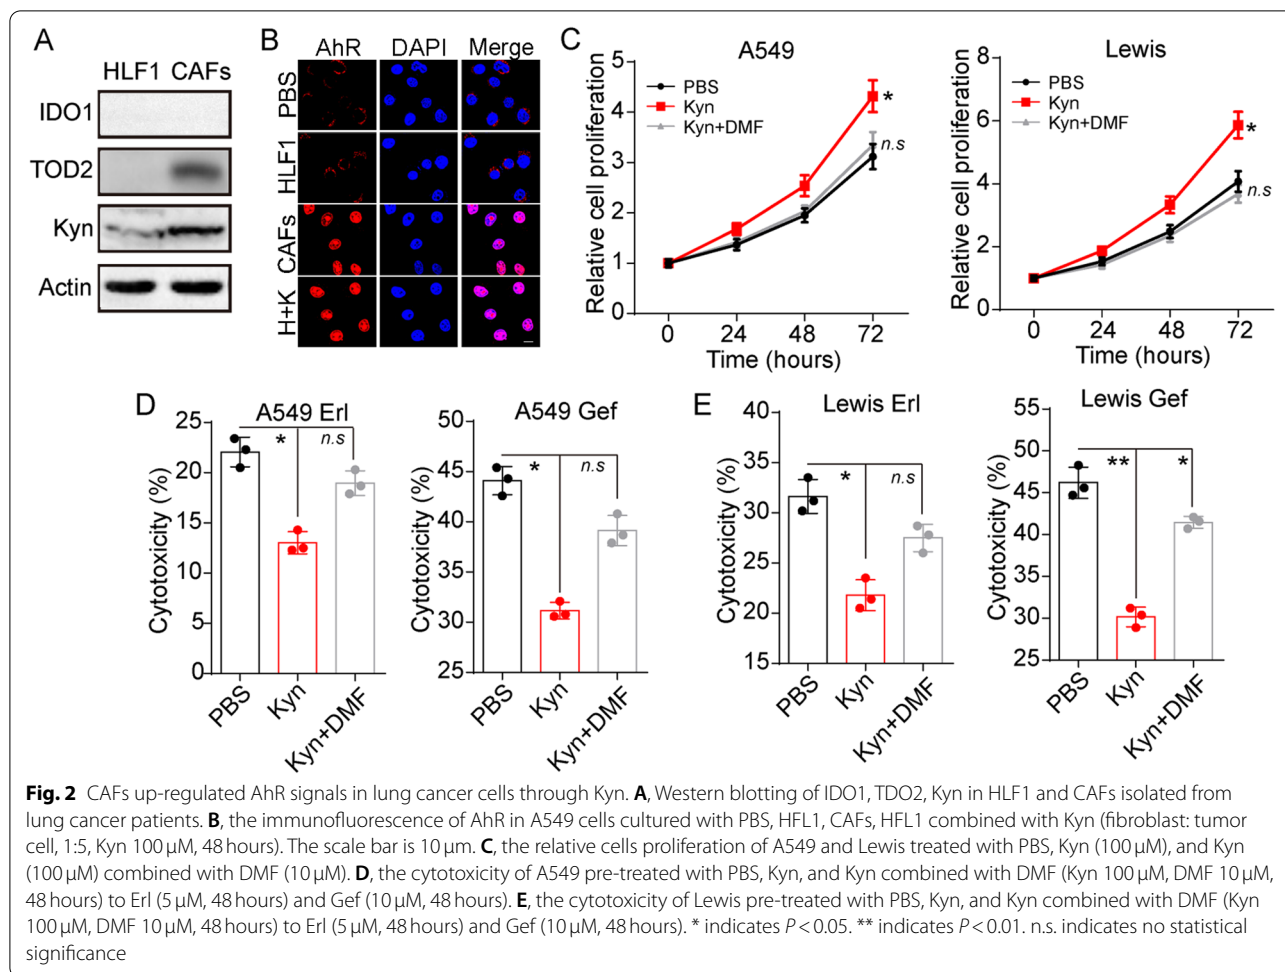 A
HLF1 CAFs
IDO1
TOD2
Kyn
Actin
B
AhR DAPI Merge
PBS
HLF1
CAFs
H+K
C
A549
PBS
Kyn
Kyn+DMF
Relative cell proliferation
5
4
3
2
1
0
*
n.s
0 24 48 72
Time (hours)
Lewis
PBS
Kyn
Kyn+DMF
Relative cell proliferation
8
6
4
2
0
*
n.s
0 24 48 72
Time (hours)
D
A549 Erl
Cytotoxicity (%)
25
20
15
10
5
0
* n.s
PBS Kyn Kyn+DMF
A549 Gef
Cytotoxicity (%)
50
45
40
35
30
25
* n.s
PBS Kyn Kyn+DMF
E
Lewis Erl
Cytotoxicity (%)
40
35
30
25
20
15
* n.s
PBS Kyn Kyn+DMF
Lewis Gef
Cytotoxicity (%)
55
50
45
40
35
30
25
** *
PBS Kyn Kyn+DMF
Fig. 2 CAFs up-regulated AhR signals in lung cancer cells through Kyn. A, Western blotting of IDO1, TDO2, Kyn in HLF1 and CAFs isolated from
lung cancer patients. B, the immunofluorescence of AhR in A549 cells cultured with PBS, HFL1, CAFs, HFL1 combined with Kyn (fibroblast: tumor
cell, 1:5, Kyn 100 μM, 48 hours). The scale bar is 10 μm. C, the relative cells proliferation of A549 and Lewis treated with PBS, Kyn (100 μM), and Kyn
(100 μM) combined with DMF (10 μM). D, the cytotoxicity of A549 pre-treated with PBS, Kyn, and Kyn combined with DMF (Kyn 100 μM, DMF 10 μM,
48 hours) to Erl (5 μM, 48 hours) and Gef (10 μM, 48 hours). E, the cytotoxicity of Lewis pre-treated with PBS, Kyn, and Kyn combined with DMF (Kyn
100 μM, DMF 10 μM, 48 hours) to Erl (5 μM, 48 hours) and Gef (10 μM, 48 hours). * indicates P < 0.05. ** indicates P < 0.01. n.s. indicates no statistical
significance